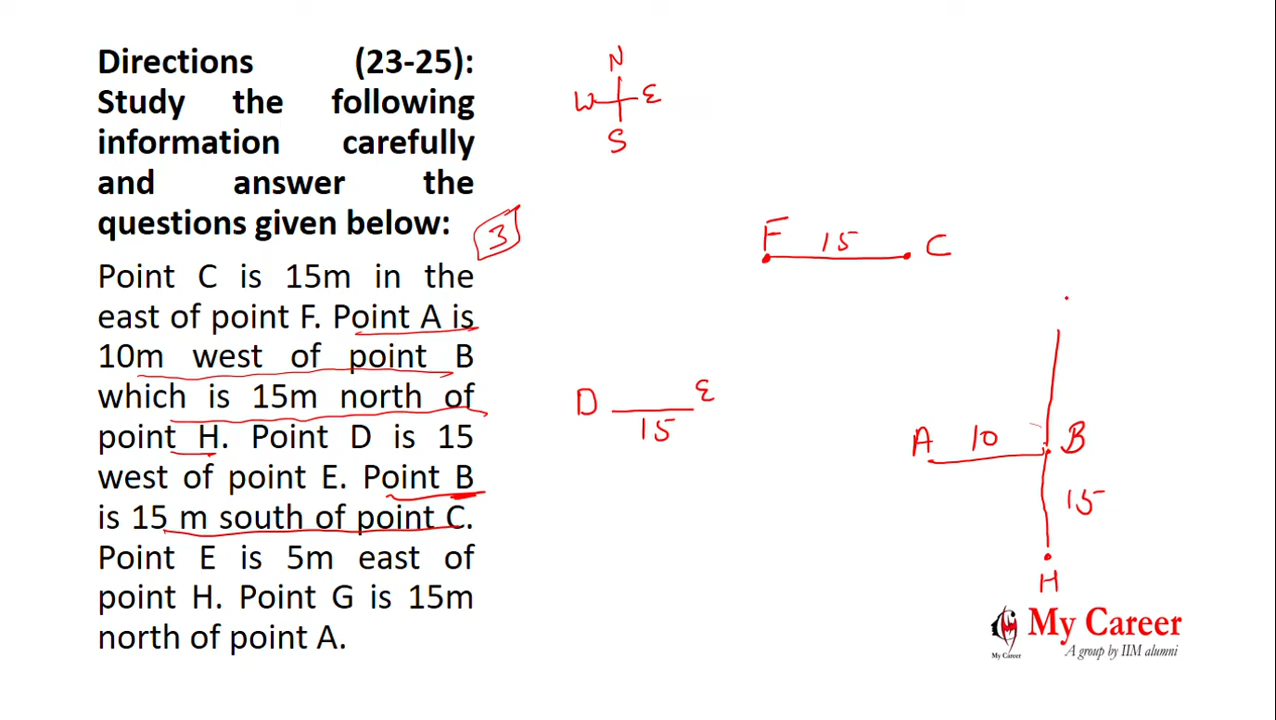 Directions (23-25):
Study the following
information carefully
and answer the
questions given below:
3
Point C is 15m in the
east of point F. Point A is
10m west of point B
which is 15m north of
point H. Point D is 15
west of point E. Point B
is 15 m south of point C.
Point E is 5m east of
point H. Point G is 15m
north of point A.
N
W E
S
F 15 C
D E
15
A 10 B
15
H
My Career
A group by IIM alumni
My Career